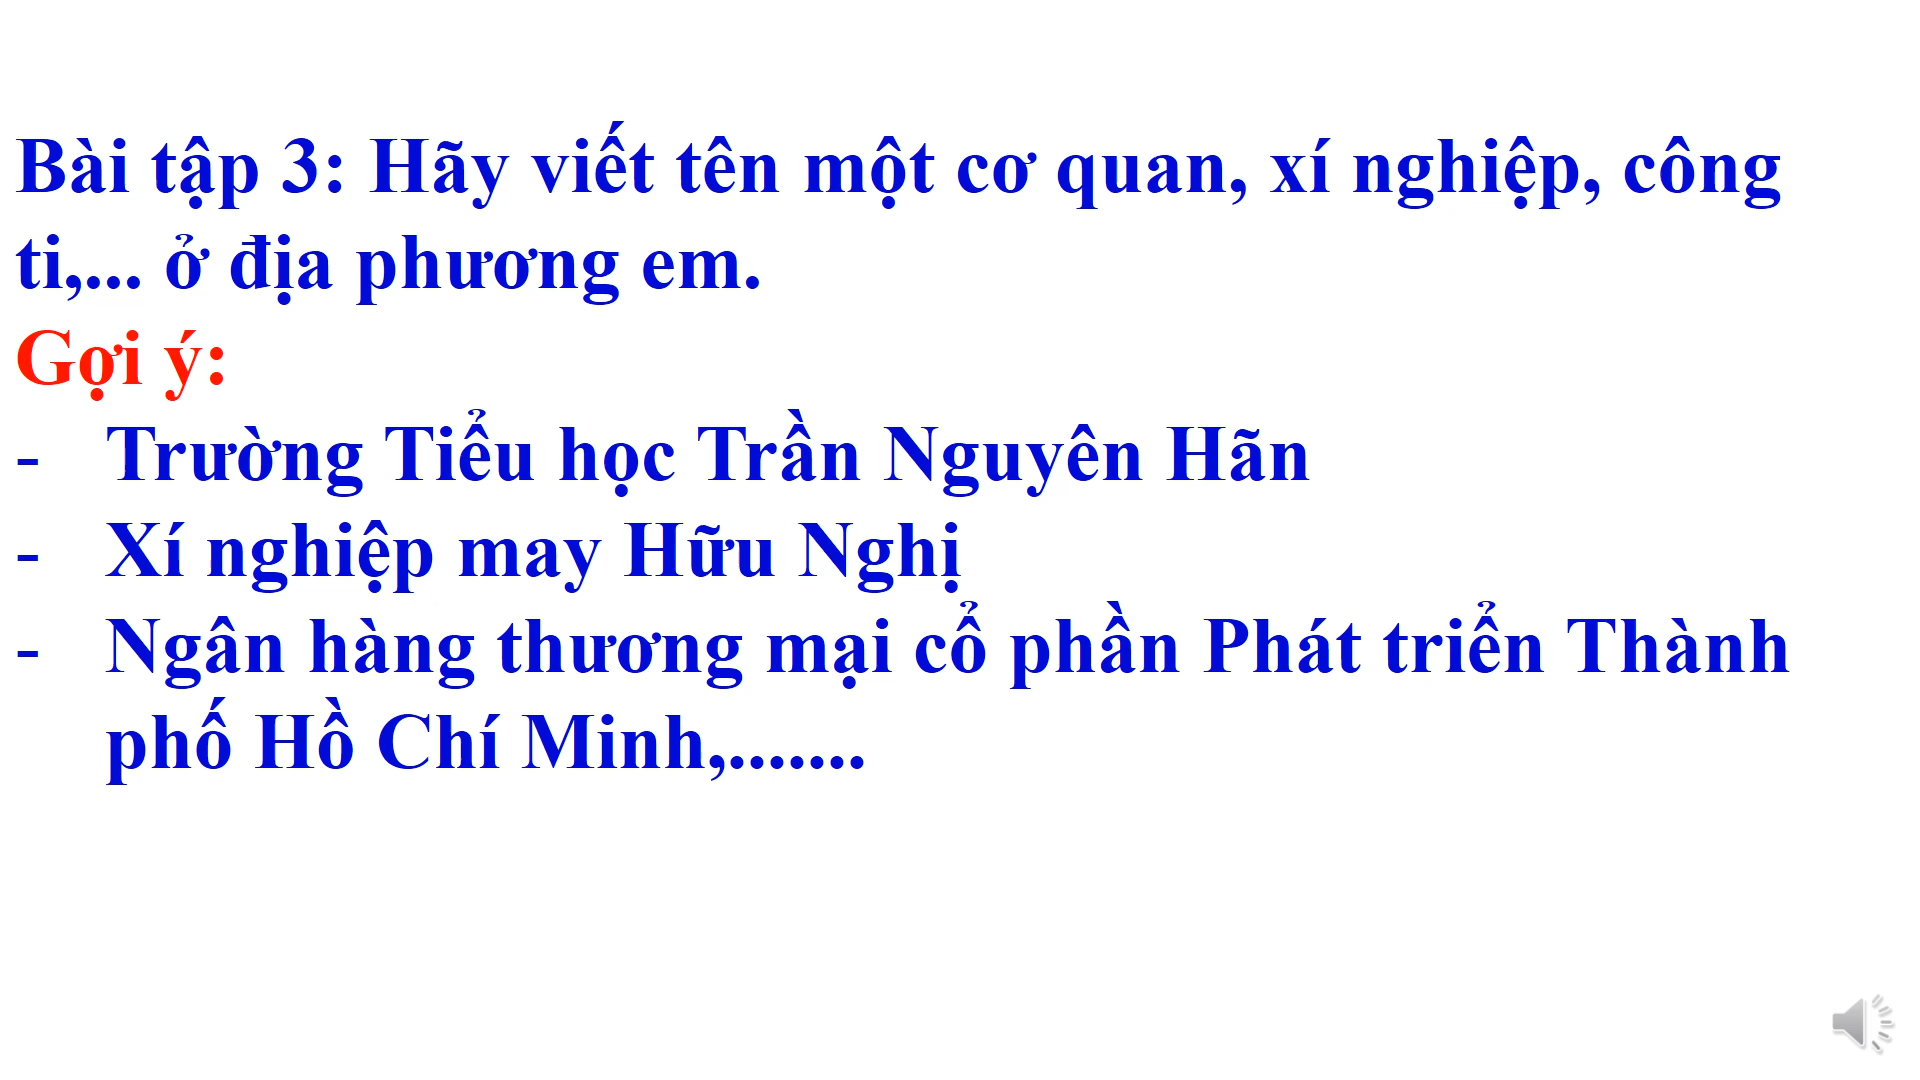 Bài tập 3: Hãy viết tên một cơ quan, xí nghiệp, công
ti,... ở địa phương em.
Gợi ý:
- Trường Tiểu học Trần Nguyên Hãn
- Xí nghiệp may Hữu Nghị
- Ngân hàng thương mại cổ phần Phát triển Thành
phố Hồ Chí Minh,.......